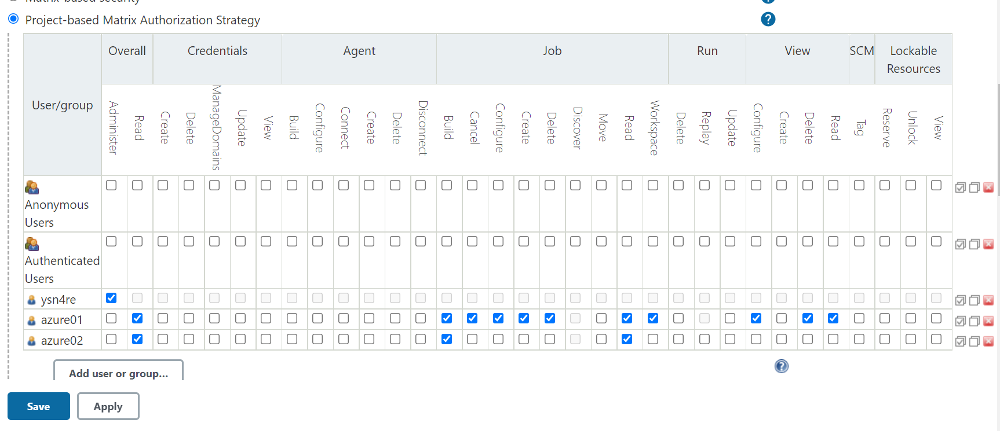 Matrix-based security
Project-based Matrix Authorization Strategy
?
User/group
Overall
Credentials
Agent
Job
Run
View
SCM
Lockable
Resources
Administer
Read
Create
Delete
ManageDomains
Update
View
Build
Configure
Connect
Create
Delete
Disconnect
Build
Cancel
Configure
Create
Delete
Discover
Move
Read
Workspace
Delete
Replay
Update
Configure
Create
Delete
Read
Tag
Reserve
Unlock
View
Anonymous
Users
Authenticated
Users
ysn4re
azure01
azure02
Add user or group...
?
Save
Apply